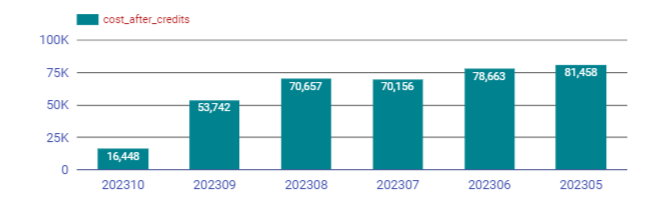 cost_after_credits
100K
75K
50K
25K
0
16,448
53,742
70,657
70,156
78,663
81,458
202310
202309
202308
202307
202306
202305